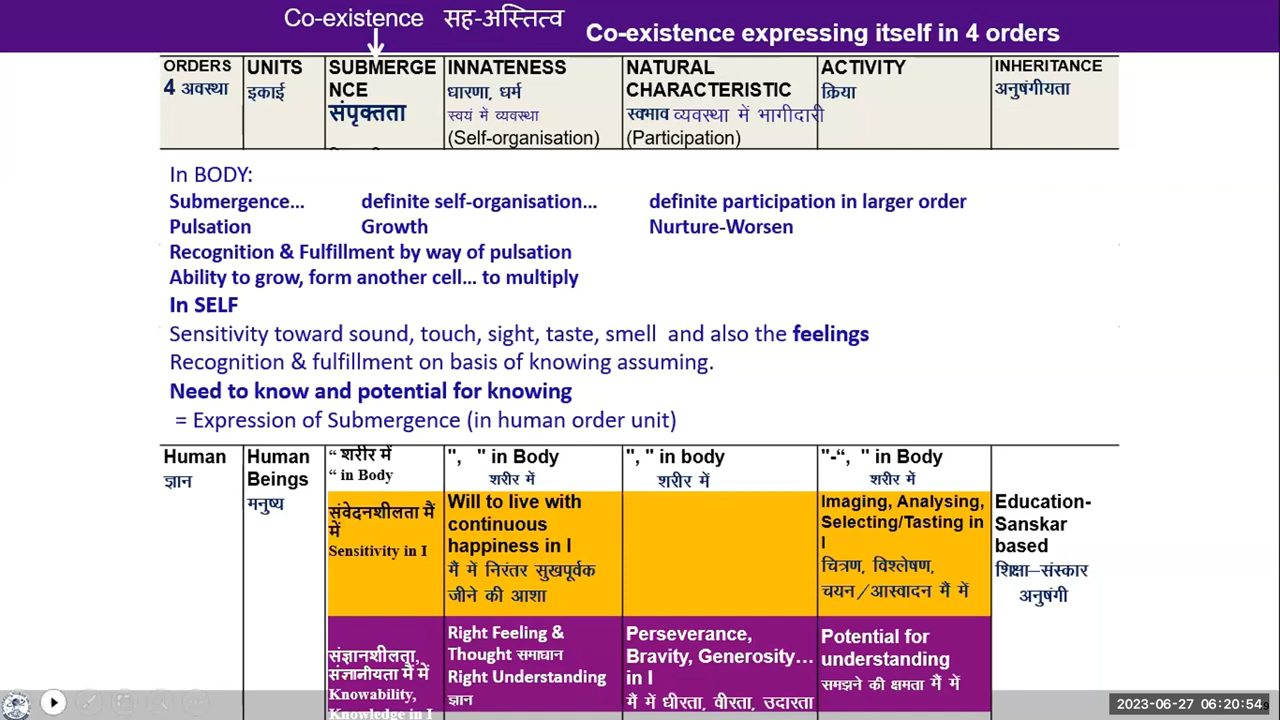 Co-existence सह-अस्तित्व
Co-existence expressing itself in 4 orders
ORDERS
4 अवस्था
UNITS
इकाई
SUBMERGE
NCE
संपृक्तता
INNATENESS
धारणा, धर्म
स्वयं में व्यवस्था
(Self-organisation)
NATURAL
CHARACTERISTIC
स्वभाव व्यवस्था में भागीदारी
(Participation)
ACTIVITY
क्रिया
INHERITANCE
अनुषंगीयता
In BODY:
Submergence... definite self-organisation... definite participation in larger order
Pulsation Growth Nurture-Worsen
Recognition & Fulfillment by way of pulsation
Ability to grow, form another cell... to multiply
In SELF
Sensitivity toward sound, touch, sight, taste, smell and also the feelings
Recognition & fulfillment on basis of knowing assuming.
Need to know and potential for knowing
= Expression of Submergence (in human order unit)
Human
ज्ञान
Human
Beings
मनुष्य
“ शरीर में
“ in Body
", " in Body
शरीर में
", " in body
शरीर में
"-“, " in Body
शरीर में
संवेदनशीलता मैं
में
Sensitivity in I
Will to live with
continuous
happiness in I
मैं में निरंतर सुखपूर्वक
जीने की आशा
Imaging, Analysing,
Selecting/Tasting in
I
चित्रण, विश्लेषण,
चयन/आस्वादन मैं में
Education-
Sanskar
based
शिक्षा–संस्कार
अनुषंगी
संज्ञानशीलता,
संज्ञानीयता मैं में
Knowability,
Knowledge in I
Right Feeling &
Thought समाधान
Right Understanding
ज्ञान
Perseverance,
Bravity, Generosity...
in I
मैं में धीरता, वीरता, उदारता
Potential for
understanding
समझने की क्षमता मैं में
2023-06-27 06:20:54